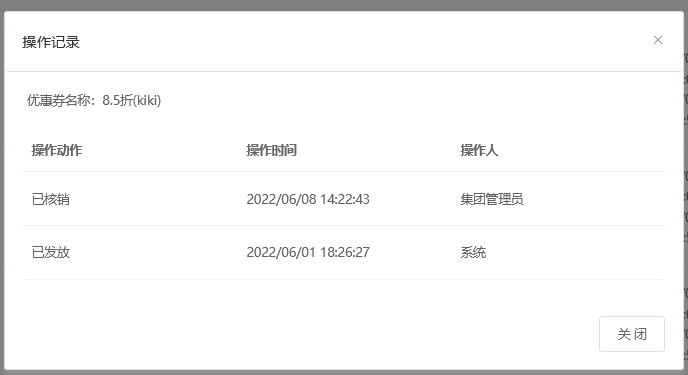 操作记录
优惠券名称：8.5折(kiki)
操作动作 操作时间 操作人
已核销 2022/06/08 14:22:43 集团管理员
已发放 2022/06/01 18:26:27 系统
关 闭